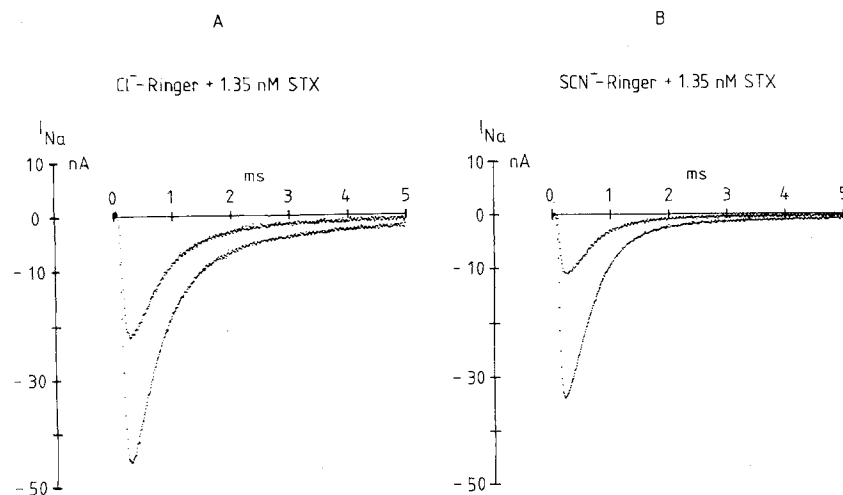 A
B
Cl⁻-Ringer + 1.35 nM STX
SCN⁻-Ringer + 1.35 nM STX
I Na
nA
10
0
-10
-30
-50
ms
0 1 2 3 4 5
I Na
nA
10
0
-10
-30
-50
ms
0 1 2 3 4 5